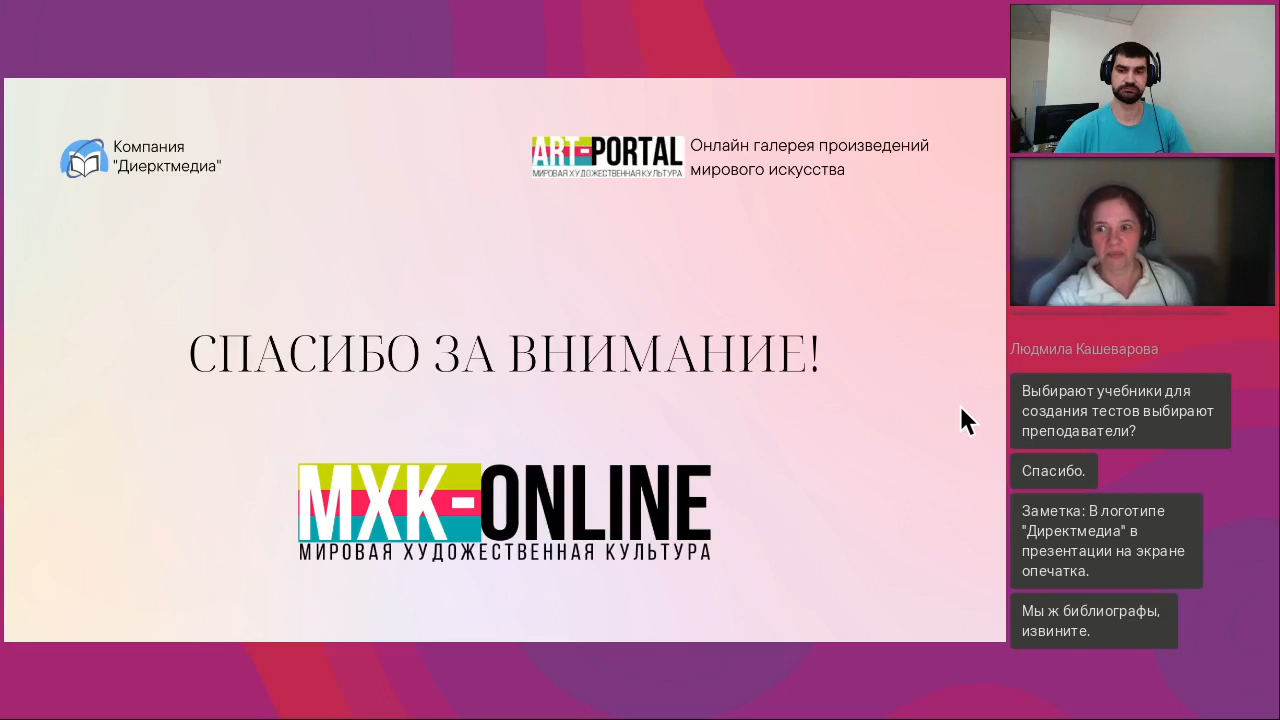 Компания
"Диерктмедиа"
ART-PORTAL
МИРОВАЯ ХУДОЖЕСТВЕННАЯ КУЛЬТУРА
Онлайн галерея произведений
мирового искусства
СПАСИБО ЗА ВНИМАНИЕ!
МХК-ONLINE
МИРОВАЯ ХУДОЖЕСТВЕННАЯ КУЛЬТУРА
Людмила Кашеварова
Выбирают учебники для
создания тестов выбирают
преподаватели?
Спасибо.
Заметка: В логотипе
"Директмедиа" в
презентации на экране
опечатка.
Мы ж библиографы,
извините.